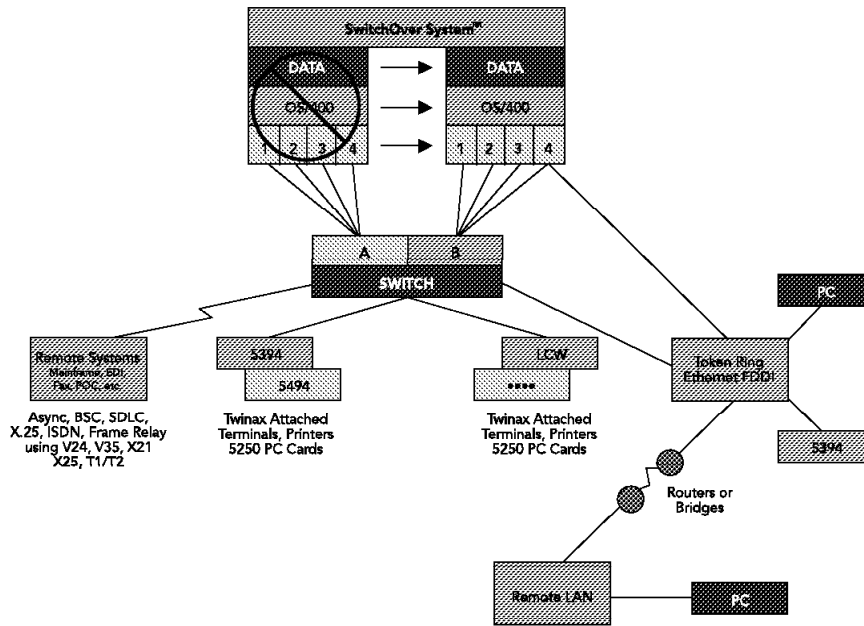 SwitchOver System™
DATA
DATA
OS/400
OS/400
1 2 3 4
1 2 3 4
A B
SWITCH
PC
Remote Systems
Mainframe, EDI,
Fax, POC, etc.
5394
5494
LCW
••••
Token Ring
Ethernet FDDI
Async, BSC, SDLC,
X.25, ISDN, Frame Relay
using V24, V35, X21
X25, T1/T2
Twinax Attached
Terminals, Printers
5250 PC Cards
Twinax Attached
Terminals, Printers
5250 PC Cards
5394
Routers or
Bridges
Remote LAN
PC